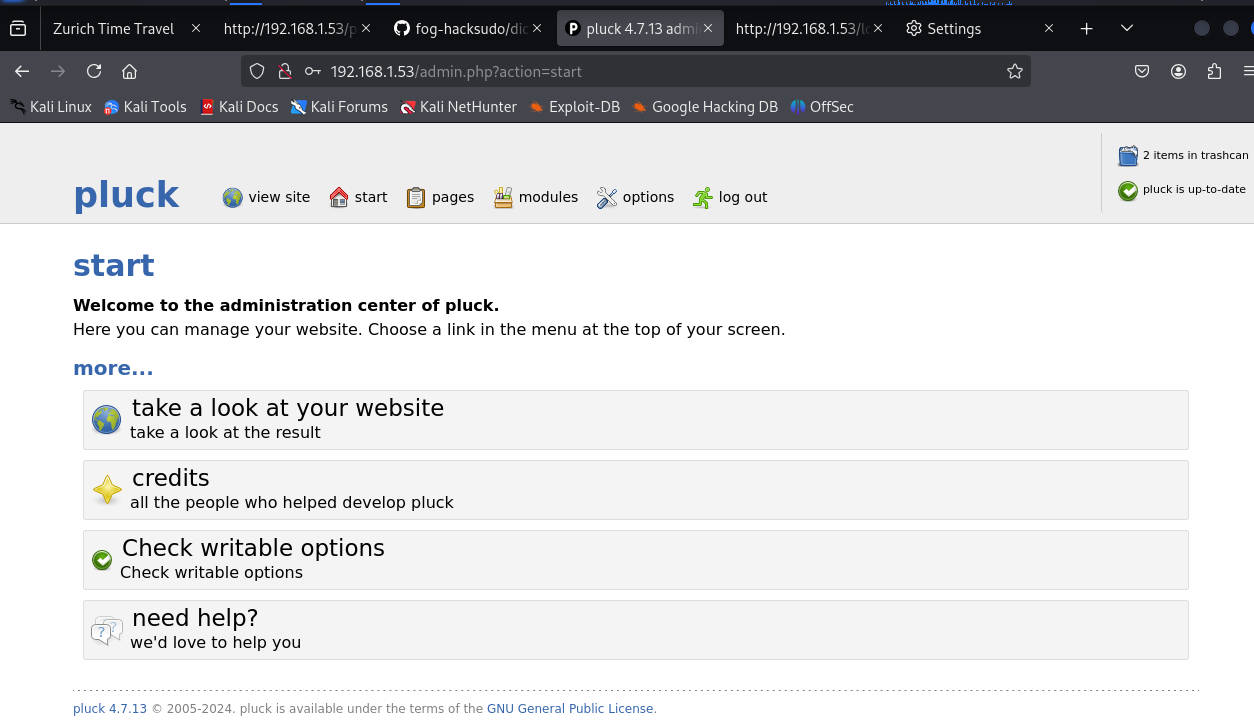 Zurich Time Travel
http://192.168.1.53/p
fog-hacksudo/dic
pluck 4.7.13 admi
http://192.168.1.53/lo
Settings
192.168.1.53/admin.php?action=start
Kali Linux Kali Tools Kali Docs Kali Forums Kali NetHunter Exploit-DB Google Hacking DB OffSec
2 items in trashcan
pluck is up-to-date
pluck view site start pages modules options log out
start
Welcome to the administration center of pluck.
Here you can manage your website. Choose a link in the menu at the top of your screen.
more...
take a look at your website
take a look at the result
credits
all the people who helped develop pluck
Check writable options
Check writable options
need help?
we'd love to help you
pluck 4.7.13 © 2005-2024. pluck is available under the terms of the GNU General Public License.